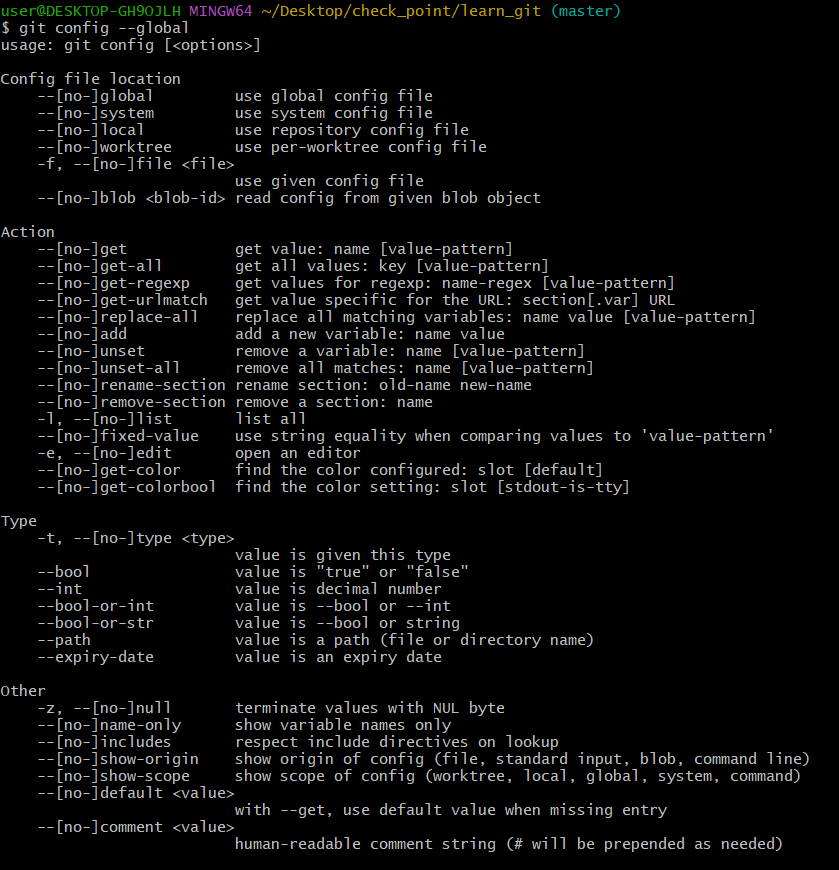 user@DESKTOP-GH9OJLH MINGW64 ~/Desktop/check_point/learn_git (master)
$ git config --global
usage: git config [<options>]

Config file location
    --[no-]global         use global config file
    --[no-]system         use system config file
    --[no-]local          use repository config file
    --[no-]worktree       use per-worktree config file
    -f, --[no-]file <file>
                          use given config file
    --[no-]blob <blob-id> read config from given blob object

Action
    --[no-]get            get value: name [value-pattern]
    --[no-]get-all        get all values: key [value-pattern]
    --[no-]get-regexp     get values for regexp: name-regex [value-pattern]
    --[no-]get-urlmatch   get value specific for the URL: section[.var] URL
    --[no-]replace-all    replace all matching variables: name value [value-pattern]
    --[no-]add            add a new variable: name value
    --[no-]unset          remove a variable: name [value-pattern]
    --[no-]unset-all      remove all matches: name [value-pattern]
    --[no-]rename-section rename section: old-name new-name
    --[no-]remove-section remove a section: name
    -l, --[no-]list       list all
    --[no-]fixed-value    use string equality when comparing values to 'value-pattern'
    -e, --[no-]edit       open an editor
    --[no-]get-color      find the color configured: slot [default]
    --[no-]get-colorbool  find the color setting: slot [stdout-is-tty]

Type
    -t, --[no-]type <type>
                          value is given this type
    --bool                value is "true" or "false"
    --int                 value is decimal number
    --bool-or-int         value is --bool or --int
    --bool-or-str         value is --bool or string
    --path                value is a path (file or directory name)
    --expiry-date         value is an expiry date

Other
    -z, --[no-]null       terminate values with NUL byte
    --[no-]name-only      show variable names only
    --[no-]includes       respect include directives on lookup
    --[no-]show-origin    show origin of config (file, standard input, blob, command line)
    --[no-]show-scope     show scope of config (worktree, local, global, system, command)
    --[no-]default <value>
                          with --get, use default value when missing entry
    --[no-]comment <value>
                          human-readable comment string (# will be prepended as needed)